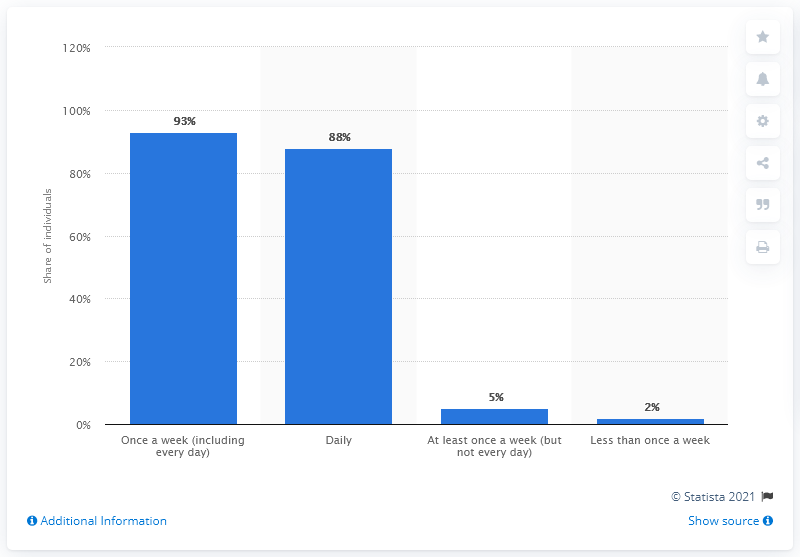 120%
100%
80%
60%
40%
20%
0%
Share of individuals
93%
88%
5%
2%
Once a week (including
every day)
Daily
At least once a week (but
not every day)
Less than once a week
© Statista 2021
Additional Information
Show source